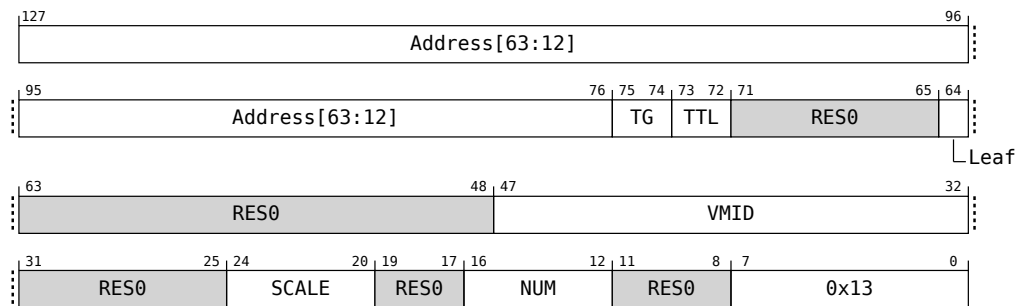 127 96
Address[63:12]
95 76 75 74 73 72 71 65 64
Address[63:12] TG TTL RES0
Leaf
63 48 47 32
RES0 VMID
31 25 24 20 19 17 16 12 11 8 7 0
RES0 SCALE RES0 NUM RES0 0x13